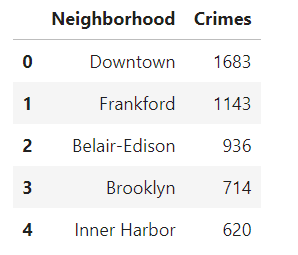 Neighborhood Crimes
0 Downtown 1683
1 Frankford 1143
2 Belair-Edison 936
3 Brooklyn 714
4 Inner Harbor 620